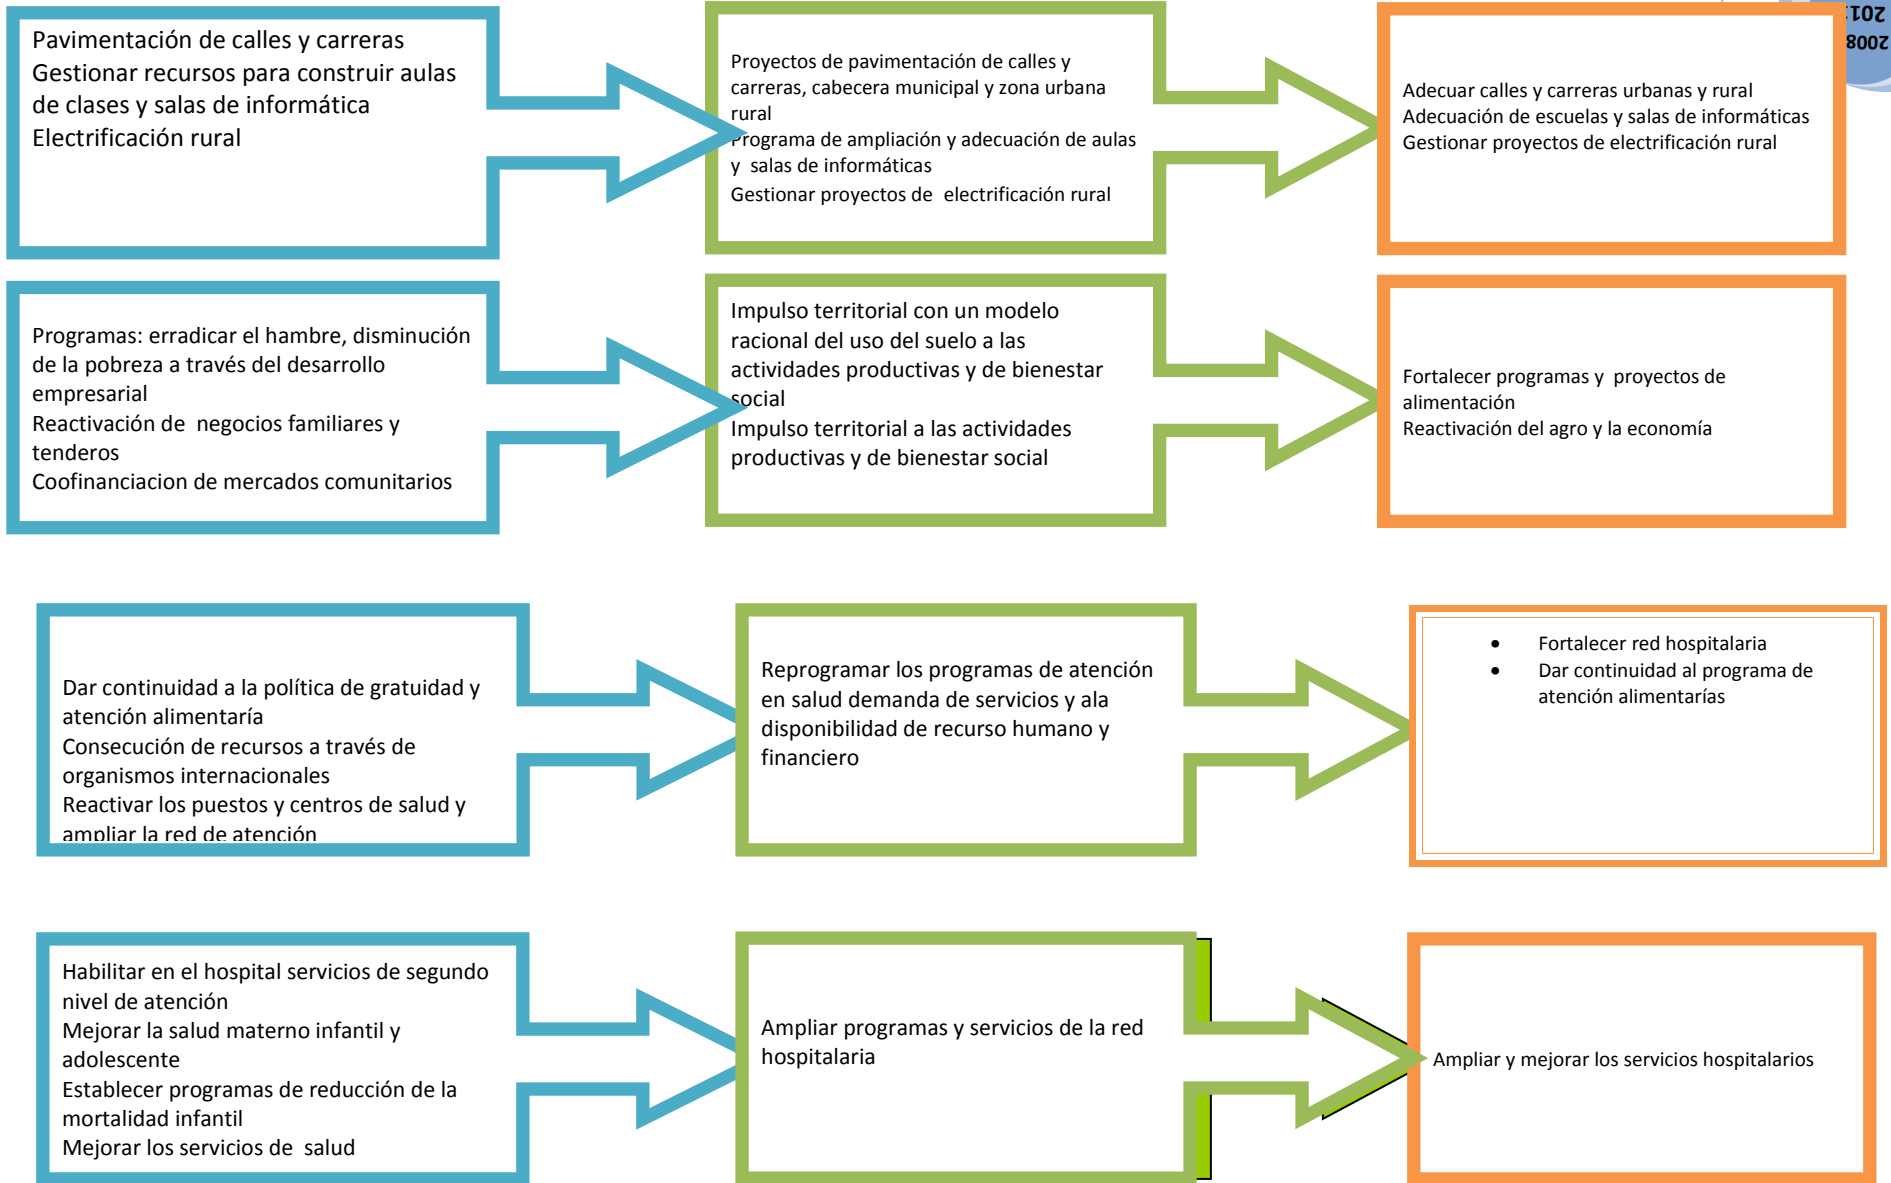 Pavimentación de calles y carreras
Gestionar recursos para construir aulas
de clases y salas de informática
Electrificación rural
Proyectos de pavimentación de calles y
carreras, cabecera municipal y zona urbana
rural
Programa de ampliación y adecuación de aulas
y salas de informáticas
Gestionar proyectos de electrificación rural
Adecuar calles y carreras urbanas y rural
Adecuación de escuelas y salas de informáticas
Gestionar proyectos de electrificación rural
2008
Programas: erradicar el hambre, disminución
de la pobreza a través del desarrollo
empresarial
Reactivación de negocios familiares y
tenderos
Coofinanciacion de mercados comunitarios
Impulso territorial con un modelo
racional del uso del suelo a las
actividades productivas y de bienestar
social
Impulso territorial a las actividades
productivas y de bienestar social
Fortalecer programas y proyectos de
alimentación
Reactivación del agro y la economía
Dar continuidad a la política de gratuidad y
atención alimentaría
Consecución de recursos a través de
organismos internacionales
Reactivar los puestos y centros de salud y
ampliar la red de atención
Reprogramar los programas de atención
en salud demanda de servicios y ala
disponibilidad de recurso humano y
financiero
• Fortalecer red hospitalaria
• Dar continuidad al programa de
atención alimentarías
Habilitar en el hospital servicios de segundo
nivel de atención
Mejorar la salud materno infantil y
adolescente
Establecer programas de reducción de la
mortalidad infantil
Mejorar los servicios de salud
Ampliar programas y servicios de la red
hospitalaria
Ampliar y mejorar los servicios hospitalarios